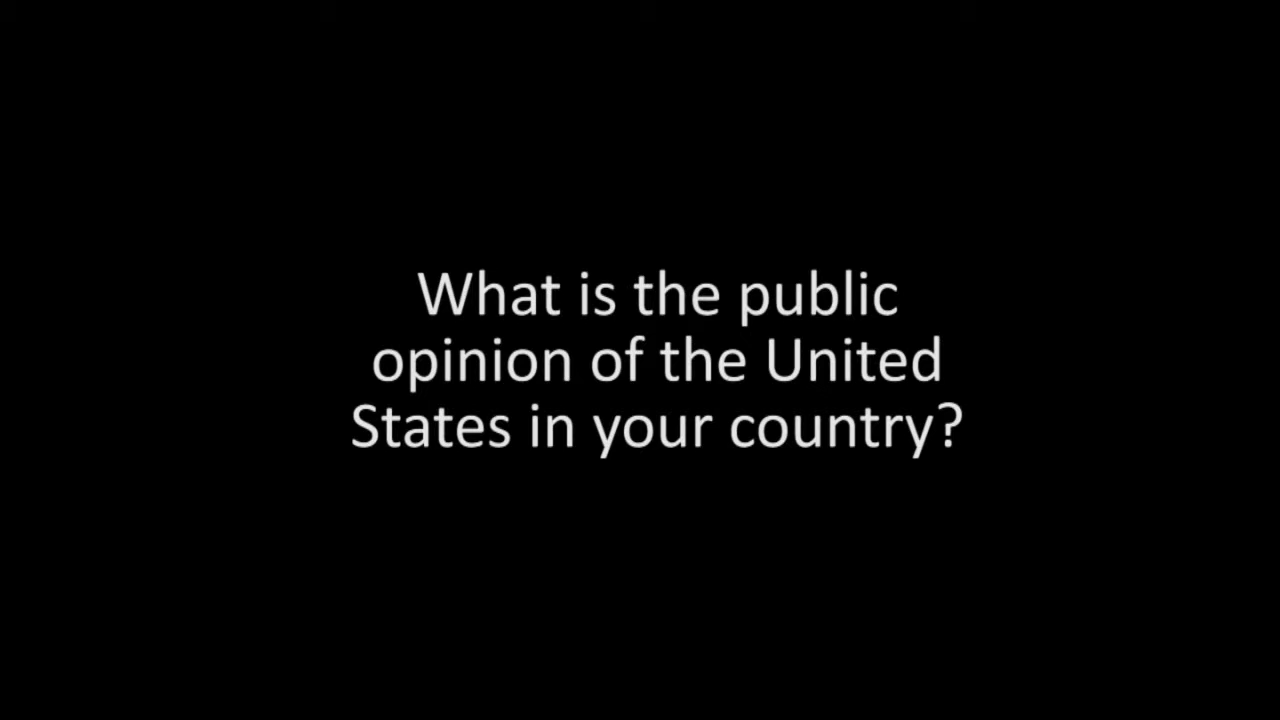 What is the public
opinion of the United
States in your country?